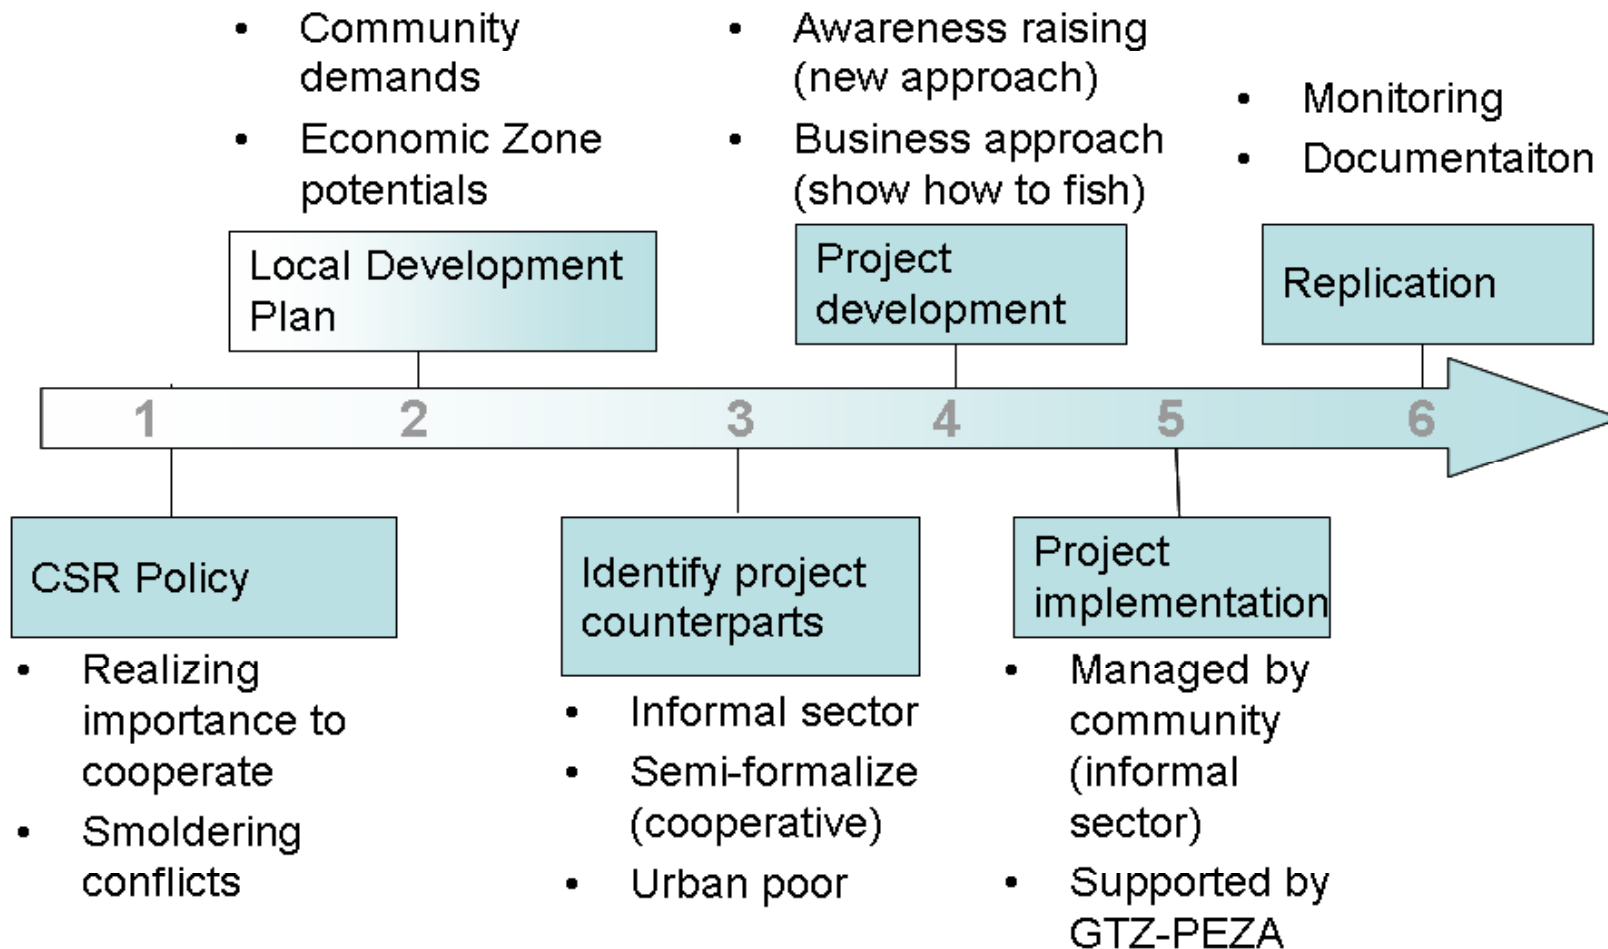 • Community
demands
• Economic Zone
potentials
• Awareness raising
(new approach)
• Business approach
(show how to fish)
• Monitoring
• Documentaiton
Local Development
Plan
Project
development
Replication
1 2 3 4 5 6
CSR Policy
• Realizing
importance to
cooperate
• Smoldering
conflicts
Identify project
counterparts
• Informal sector
• Semi-formalize
(cooperative)
• Urban poor
Project
implementation
• Managed by
community
(informal
sector)
• Supported by
GTZ-PEZA